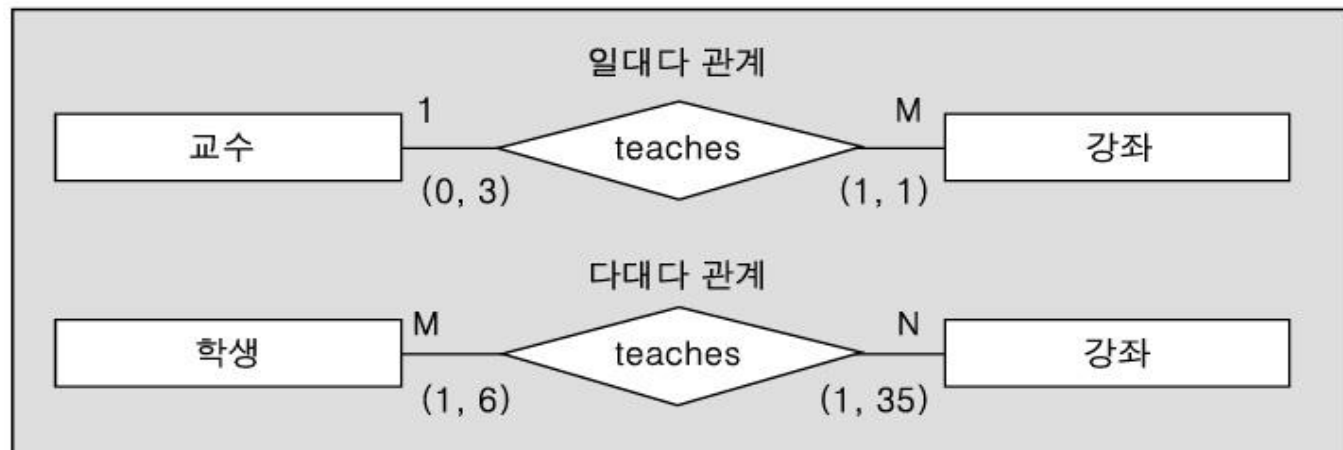 일대다 관계
1 M
교수 teaches 강좌
(0, 3) (1, 1)
다대다 관계
M N
학생 teaches 강좌
(1, 6) (1, 35)